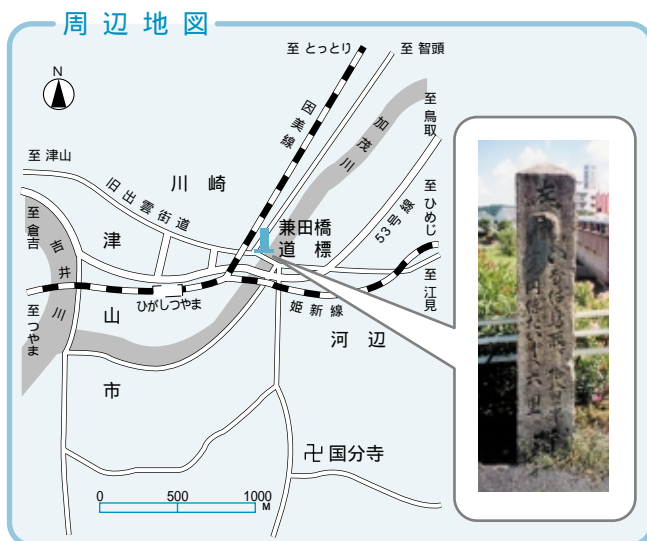 周辺地図
N
至 とっとり
至 智頭
至 鳥取
因美線
加茂川
至 津山
川崎
旧出雲街道
至 ひめじ
53号線
至 倉吉
吉井川
津山市
兼田橋
道標
ひがしつやま
姫新線
至 江見
至 つやま
河辺
卍国分寺
0 500 1000
M